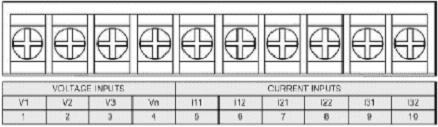 VOLTAGE INPUTS CURRENT INPUTS
V1 V2 V3 Vn I11 I12 I21 I22 I31 I32
1 2 3 4 5 6 7 8 9 10